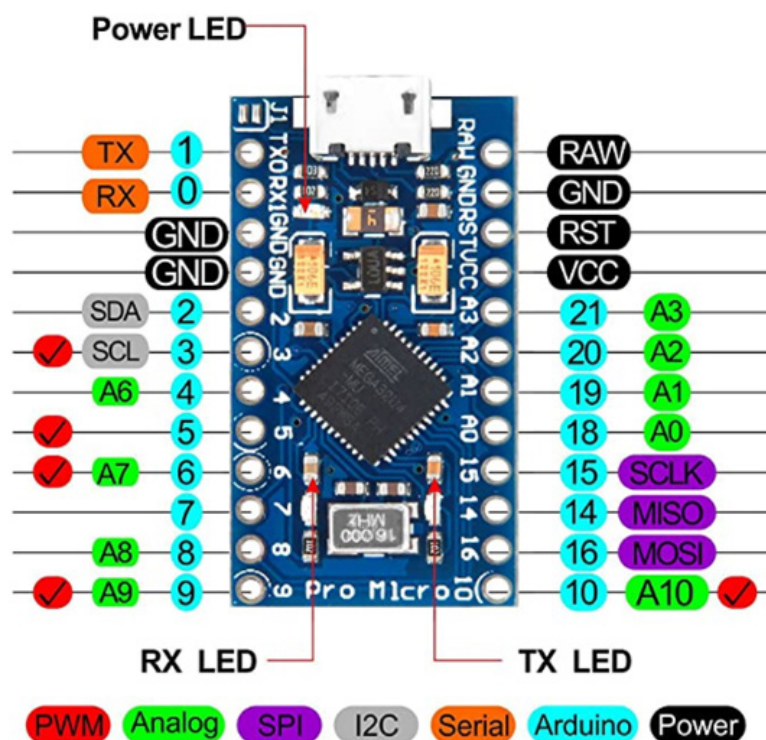 Power LED
J1
TX 1 TXO RAW RAW
RX 0 RX1 GND GND
GND GND RST RST
GND GND VCC VCC
SDA 2 2 A3 21 A3
SCL 3 3 A2 20 A2
A6 4 4 A1 19 A1
5 5 A0 18 A0
A7 6 6 15 15 SCLK
7 7 14 14 MISO
A8 8 8 16 16 MOSI
A9 9 9 Pro Micro 10 10 A10
ATMEL
MEGA32U4
16.000
MHz
RX LED TX LED
PWM Analog SPI I2C Serial Arduino Power